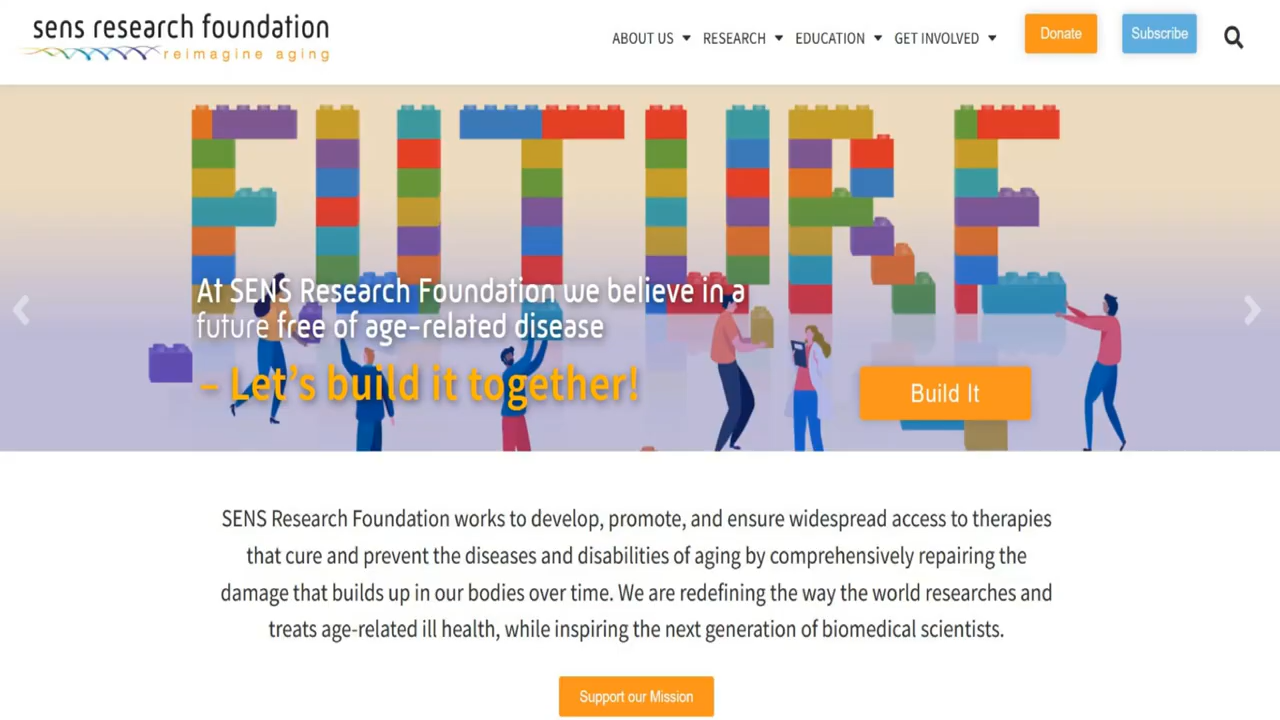 sens research foundation
reimagine aging
ABOUT US RESEARCH EDUCATION GET INVOLVED Donate Subscribe
FUTURE
At SENS Research Foundation we believe in a
future free of age-related disease
– Let's build it together!
Build It
SENS Research Foundation works to develop, promote, and ensure widespread access to therapies
that cure and prevent the diseases and disabilities of aging by comprehensively repairing the
damage that builds up in our bodies over time. We are redefining the way the world researches and
treats age-related ill health, while inspiring the next generation of biomedical scientists.
Support our Mission